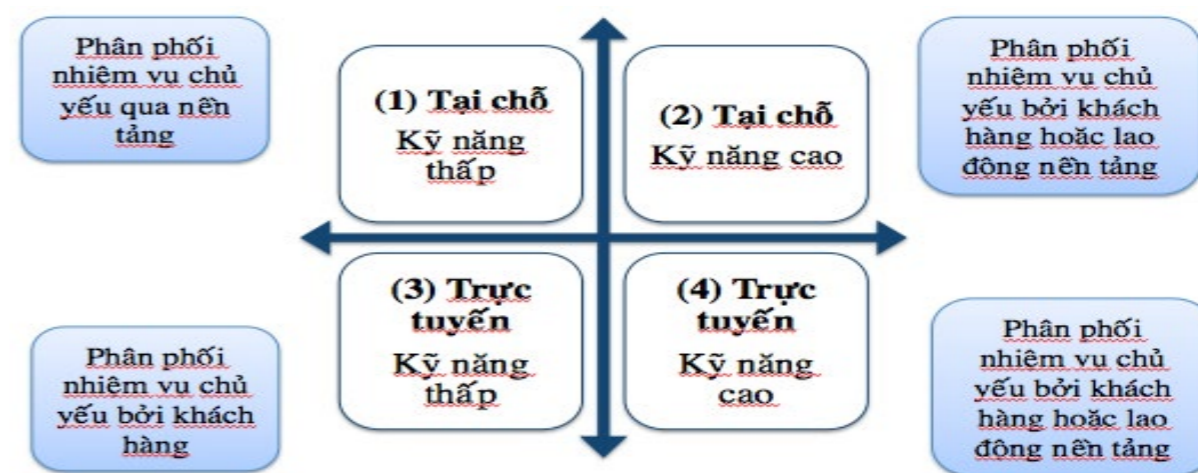 Phân phối
nhiệm vụ chủ
yếu qua nền
tảng
(1) Tại chỗ
Kỹ năng
thấp
(2) Tại chỗ
Kỹ năng cao
Phân phối
nhiệm vụ chủ
yếu bởi khách
hàng hoặc lao
động nền tảng
Phân phối
nhiệm vụ chủ
yếu bởi khách
hàng
(3) Trực
tuyến
Kỹ năng
thấp
(4) Trực
tuyến
Kỹ năng
cao
Phân phối
nhiệm vụ chủ
yếu bởi khách
hàng hoặc lao
động nền tảng